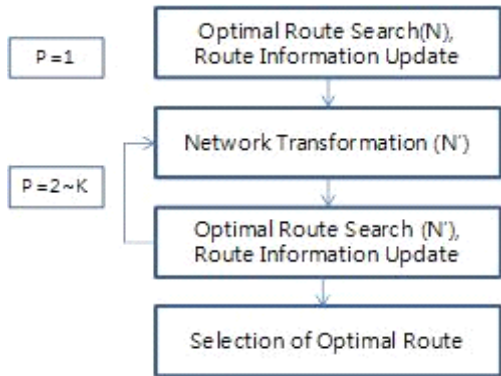 P=1
Optimal Route Search(N),
Route Information Update
Network Transformation (N')
P=2~K
Optimal Route Search (N'),
Route Information Update
Selection of Optimal Route